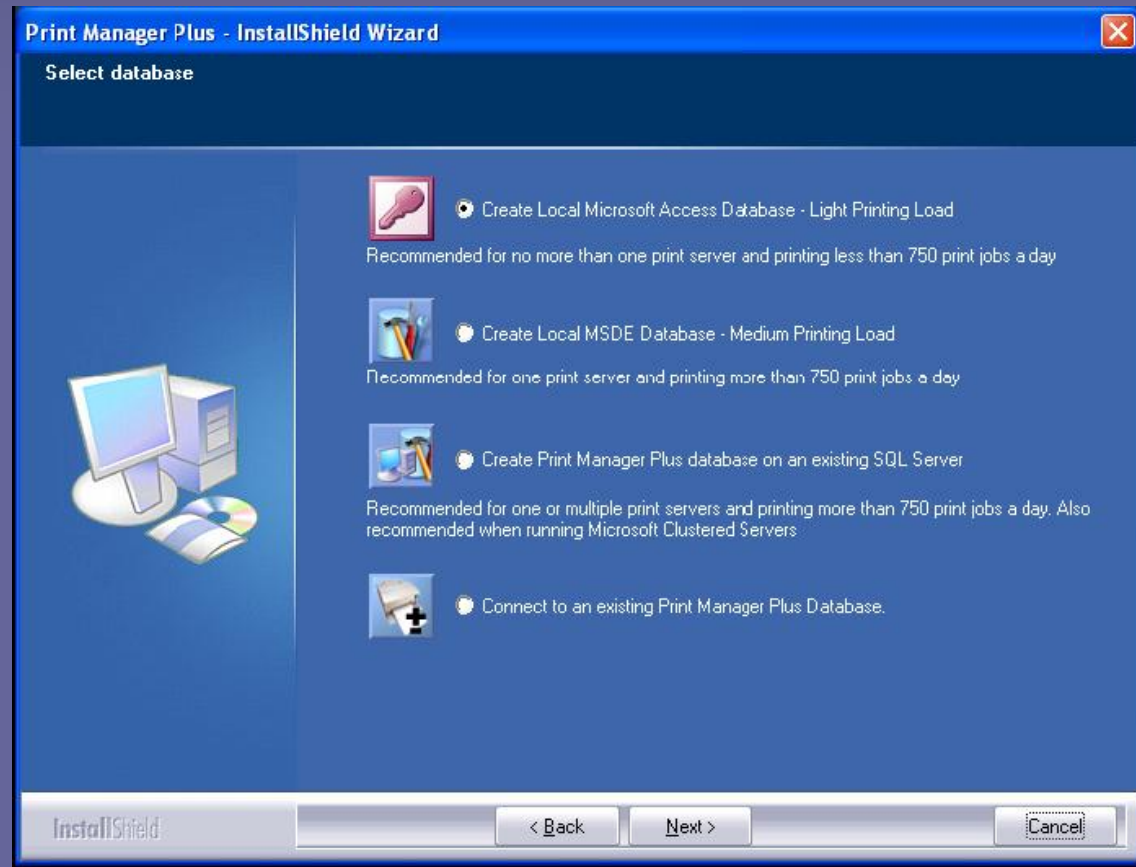 Print Manager Plus - InstallShield Wizard
Select database
Create Local Microsoft Access Database - Light Printing Load
Recommended for no more than one print server and printing less than 750 print jobs a day
Create Local MSDE Database - Medium Printing Load
Recommended for one print server and printing more than 750 print jobs a day
Create Print Manager Plus database on an existing SQL Server
Recommended for one or multiple print servers and printing more than 750 print jobs a day. Also
recommended when running Microsoft Clustered Servers
Connect to an existing Print Manager Plus Database.
InstallShield
< Back
Next >
Cancel